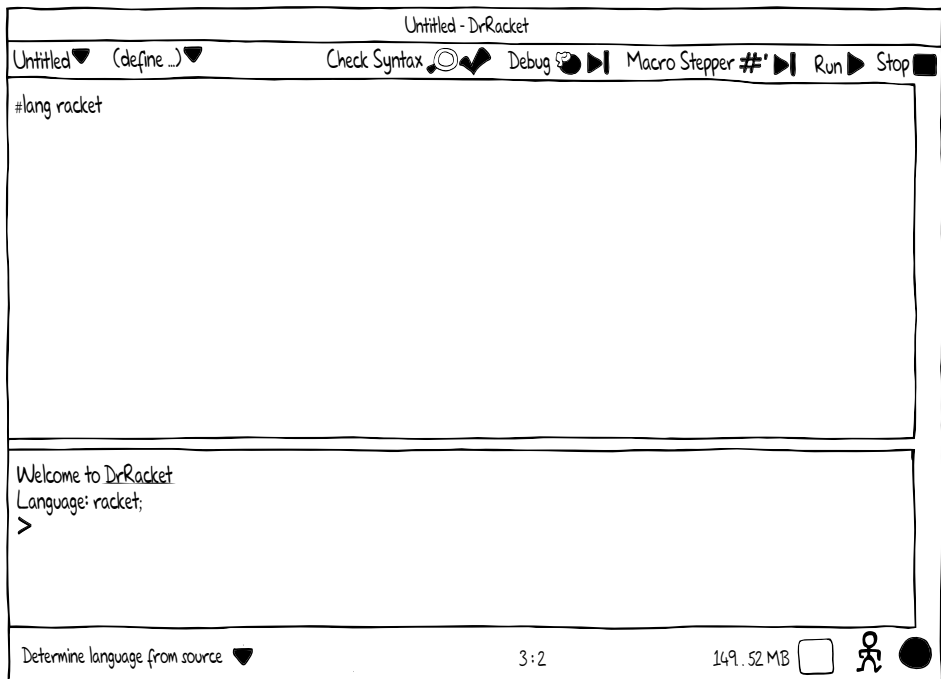 Untitled - DrRacket
Untitled (define ...) Check Syntax Debug Macro Stepper #' Run Stop
#lang racket
Welcome to DrRacket
Language: racket;
>
Determine language from source 3:2 149.52 MB